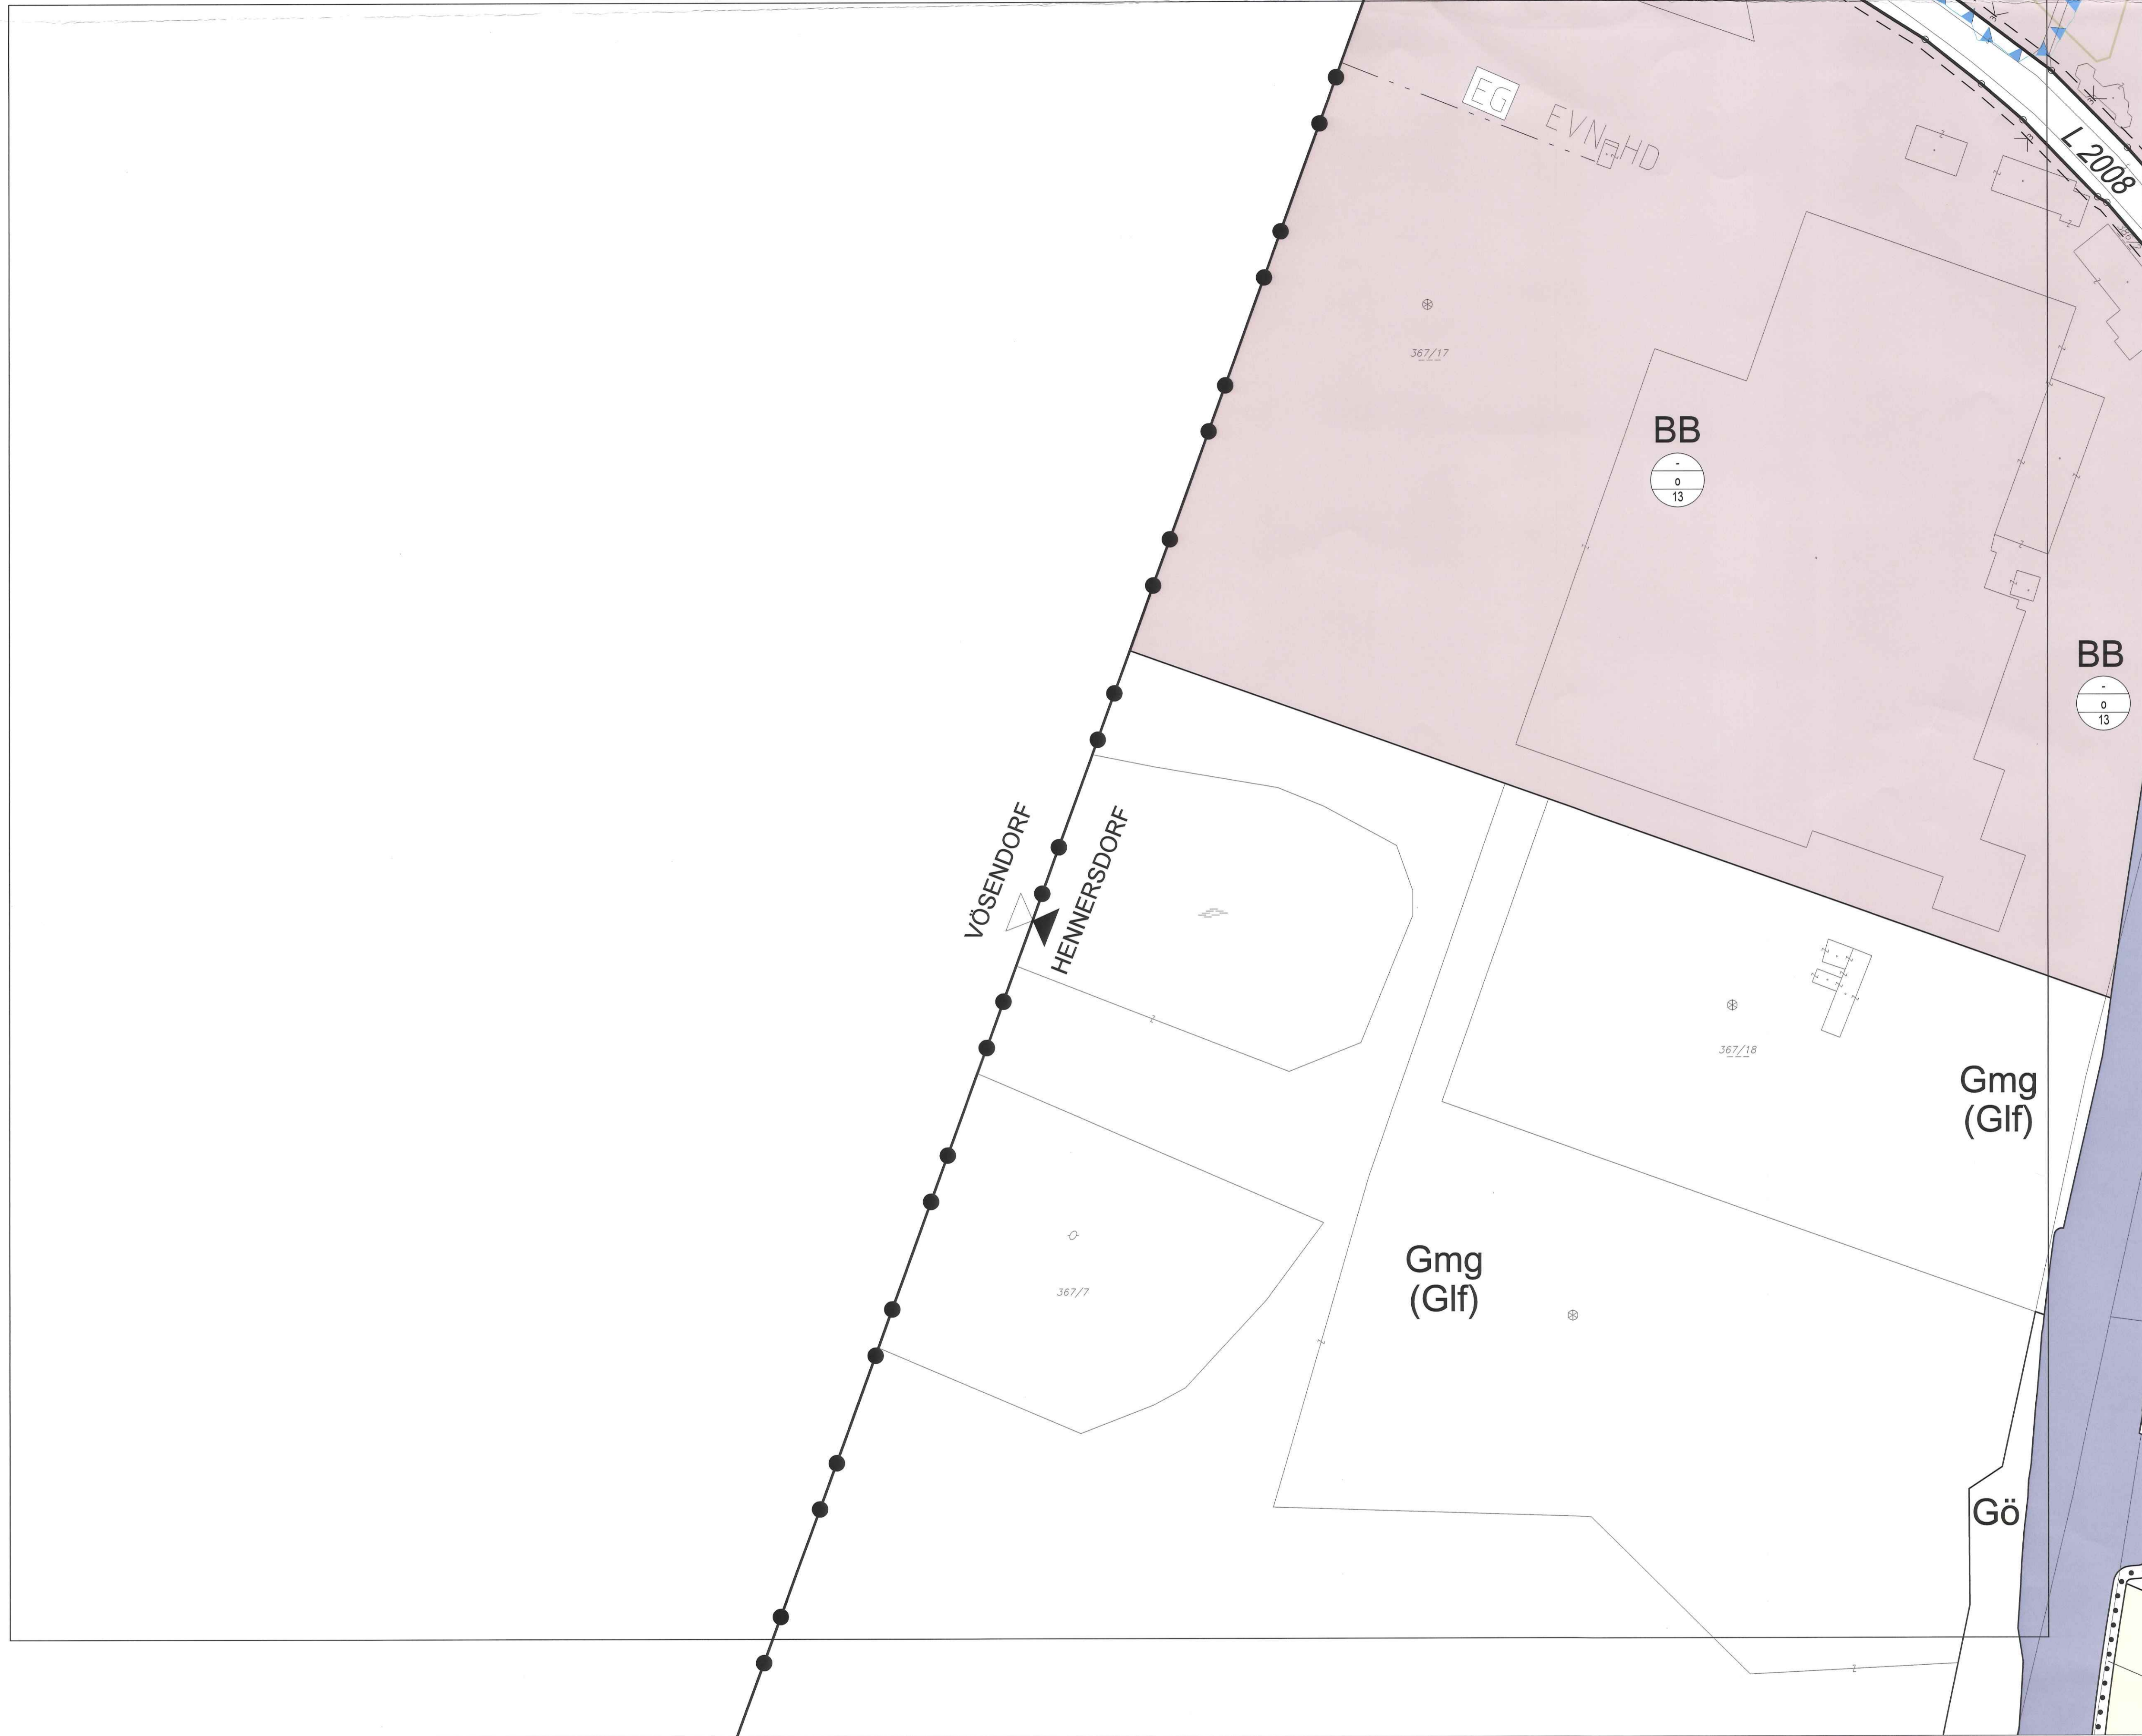 EG
EVN-HD
L 2008
367/17
BB
-
o
13
BB
-
o
13
VÖSENDORF
HENNERSDORF
367/18
Gmg
(Glf)
367/7
Gmg
(Glf)
Gö